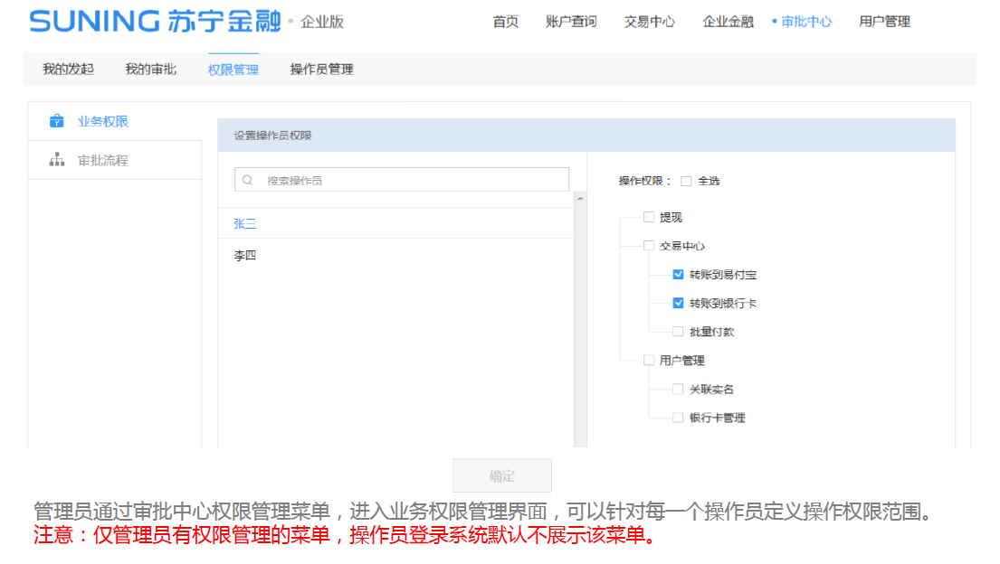 SUNING 苏宁金融 • 企业版 首页 账户查询 交易中心 企业金融 • 审批中心 用户管理
我的发起 我的审批 权限管理 操作员管理
业务权限
审批流程
设置操作员权限
搜索操作员
张三
李四
操作权限： 全选
提现
交易中心
转账到易付宝
转账到银行卡
批量付款
用户管理
关联实名
银行卡管理
确定
管理员通过审批中心权限管理菜单，进入业务权限管理界面，可以针对每一个操作员定义操作权限范围。
注意：仅管理员有权限管理的菜单，操作员登录系统默认不展示该菜单。